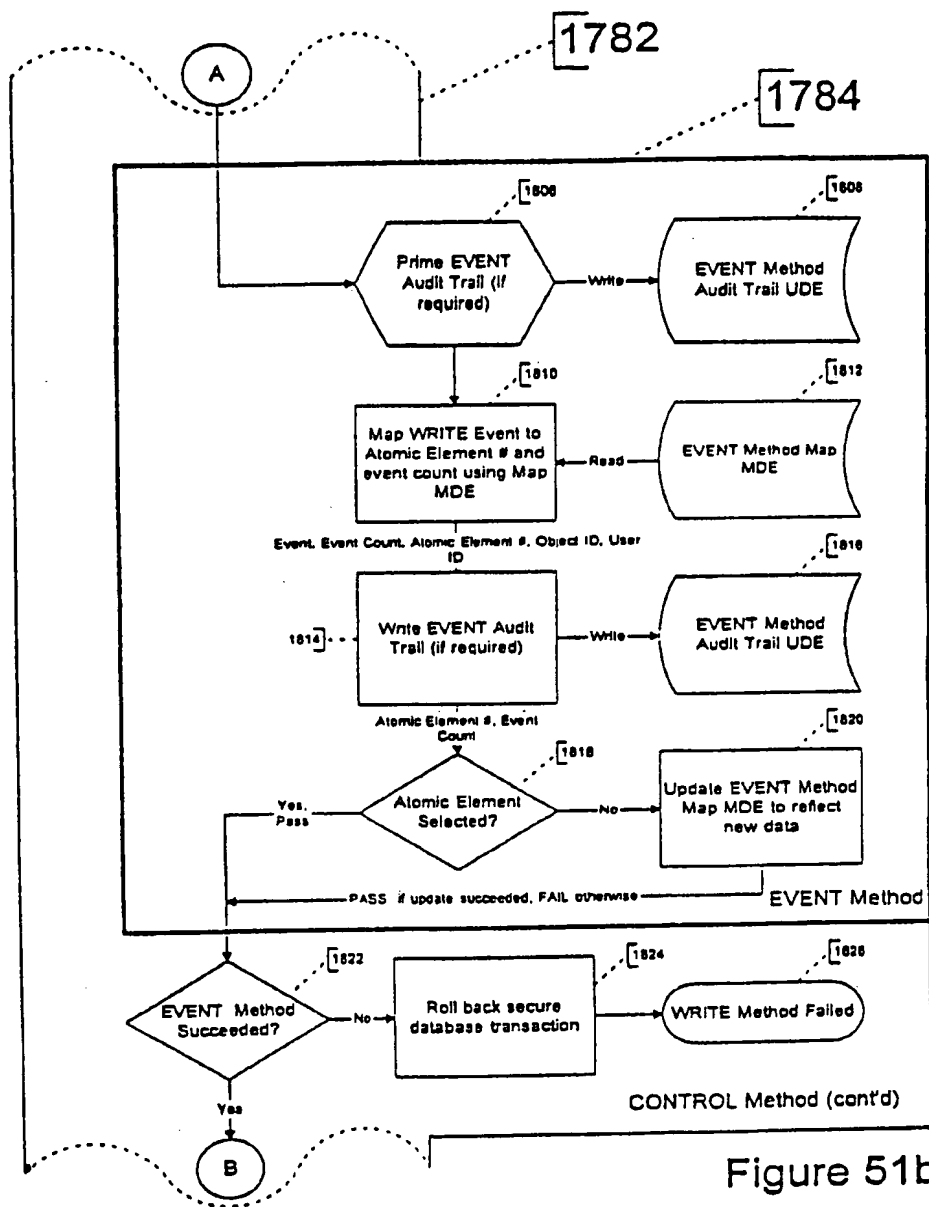 1782
A
1784
1806
1808
Prime EVENT
Audit Trail (if
required)
Write
EVENT Method
Audit Trail UDE
1810
1812
Map WRITE Event to
Atomic Element # and
event count using Map
MDE
Read
EVENT Method Map
MDE
Event, Event Count, Atomic Element #, Object ID, User
ID
1816
1814
Write EVENT Audit
Trail (if required)
Write
EVENT Method
Audit Trail UDE
Atomic Element #, Event
Count
1818
1820
Yes,
Pass
Atomic Element
Selected?
No
Update EVENT Method
Map MDE to reflect
new data
PASS if update succeeded, FAIL otherwise
EVENT Method
1822
1824
1826
EVENT Method
Succeeded?
No
Roll back secure
database transaction
WRITE Method Failed
Yes
CONTROL Method (cont'd)
B
Figure 51b